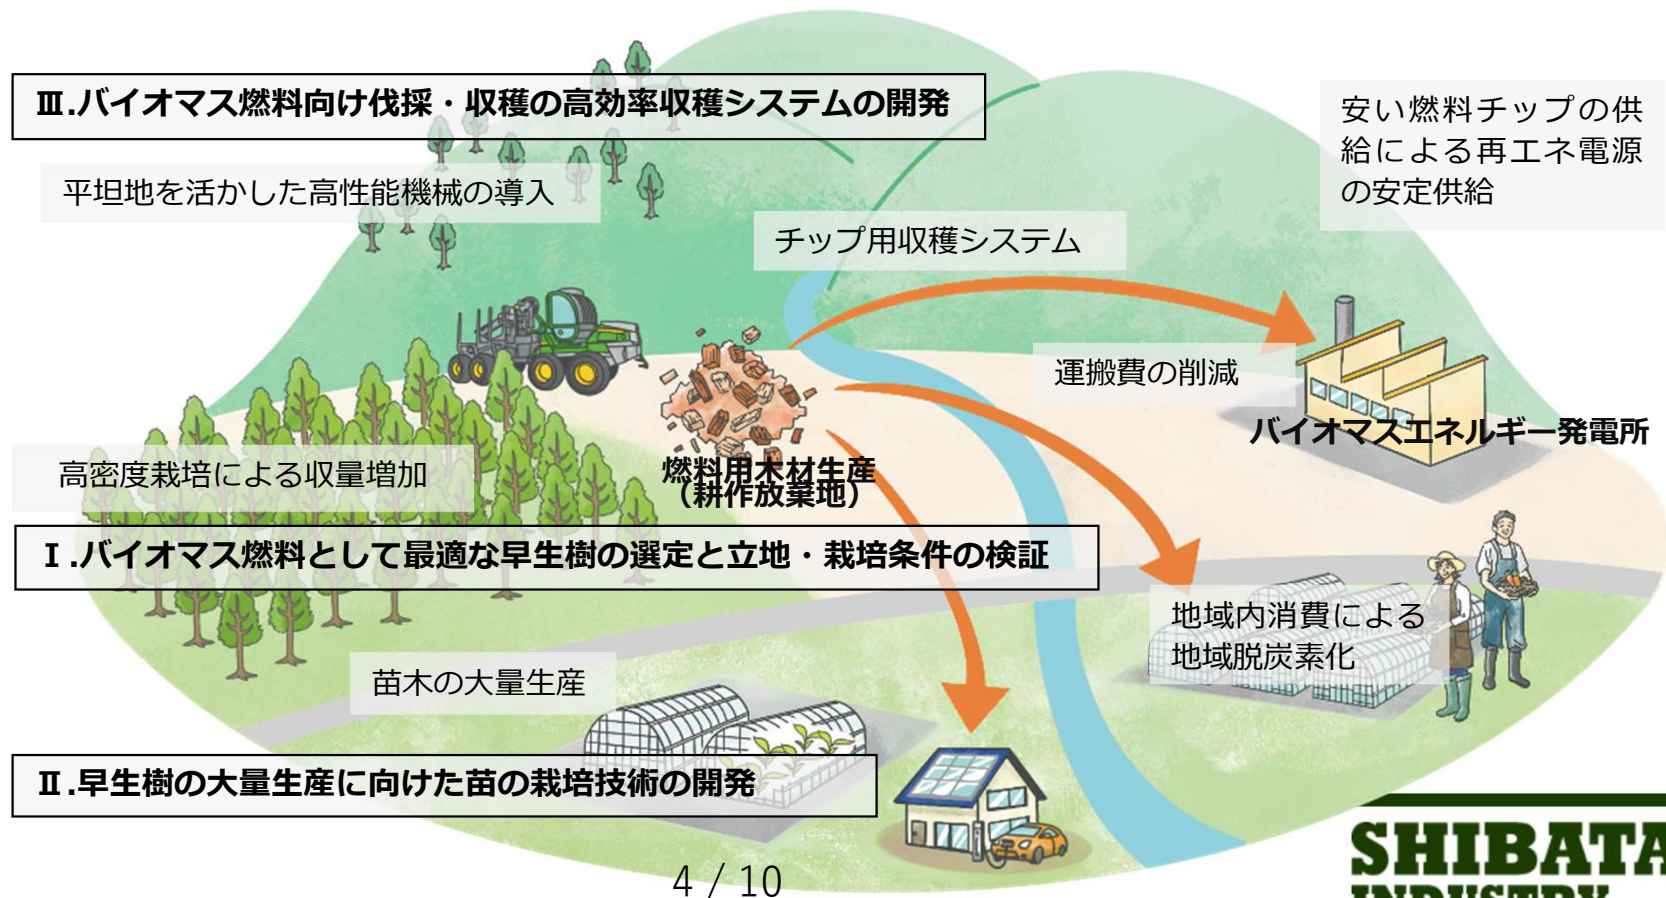 Ⅲ.バイオマス燃料向け伐採・収穫の高効率収穫システムの開発
平坦地を活かした高性能機械の導入
安い燃料チップの供
給による再エネ電源
の安定供給
チップ用収穫システム
運搬費の削減
バイオマスエネルギー発電所
高密度栽培による収量増加
燃料用木材生産
（耕作放棄地）
Ⅰ.バイオマス燃料として最適な早生樹の選定と立地・栽培条件の検証
地域内消費による
地域脱炭素化
苗木の大量生産
Ⅱ.早生樹の大量生産に向けた苗の栽培技術の開発
4 / 10
SHIBATA
INDUSTRY